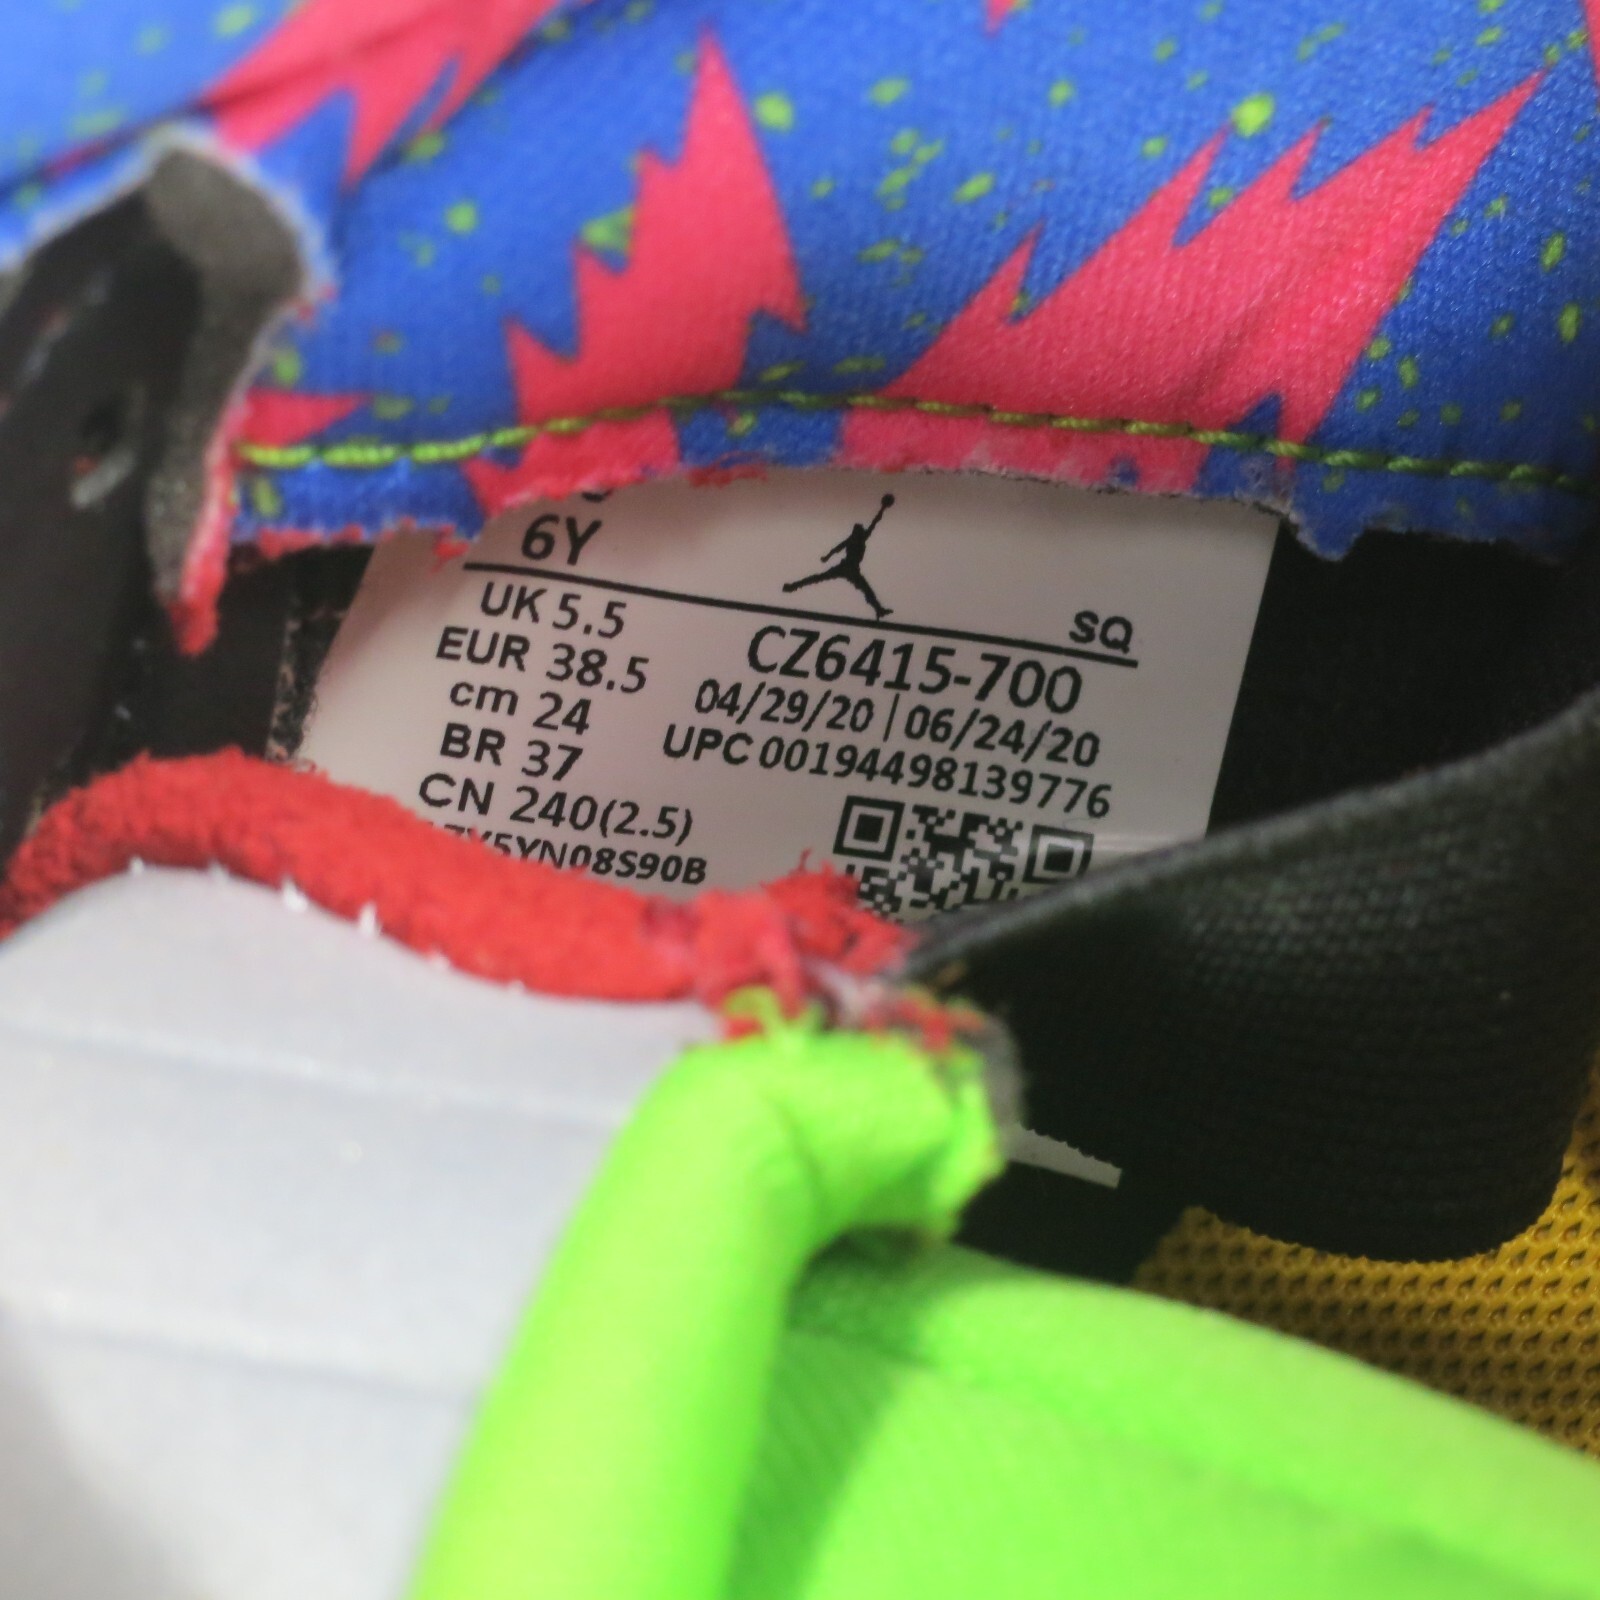 6Y
SQ
UK 5.5
EUR 38.5
cm 24
BR 37
CN 240(2.5)
CZ6415-700
04/29/20 | 06/24/20
UPC 00194498139776